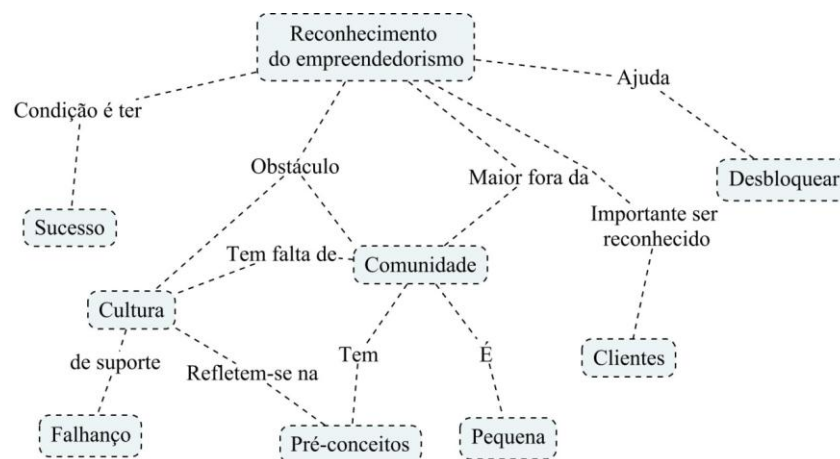 Reconhecimento
do empreendedorismo
Ajuda
Condição é ter
Obstáculo
Maior fora da
Desbloquear
Importante ser
reconhecido
Sucesso
Tem falta de
Comunidade
Cultura
Tem
É
Clientes
de suporte
Refletem-se na
Falhanço
Pré-conceitos
Pequena